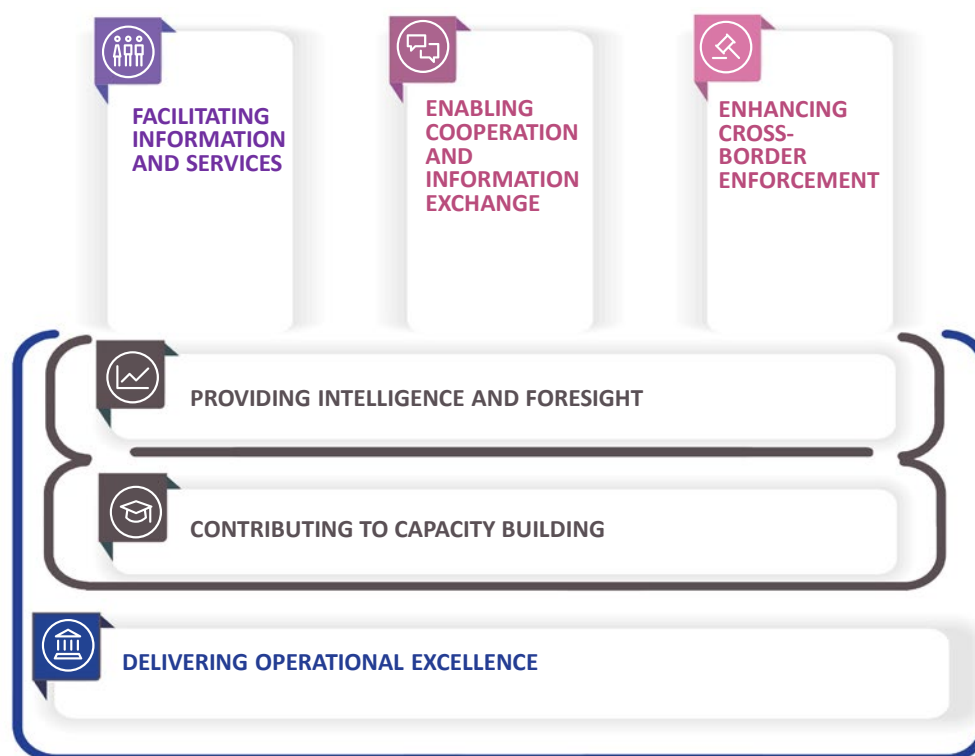 FACILITATING
INFORMATION
AND SERVICES
ENABLING
COOPERATION
AND
INFORMATION
EXCHANGE
ENHANCING
CROSS-
BORDER
ENFORCEMENT
PROVIDING INTELLIGENCE AND FORESIGHT
CONTRIBUTING TO CAPACITY BUILDING
DELIVERING OPERATIONAL EXCELLENCE